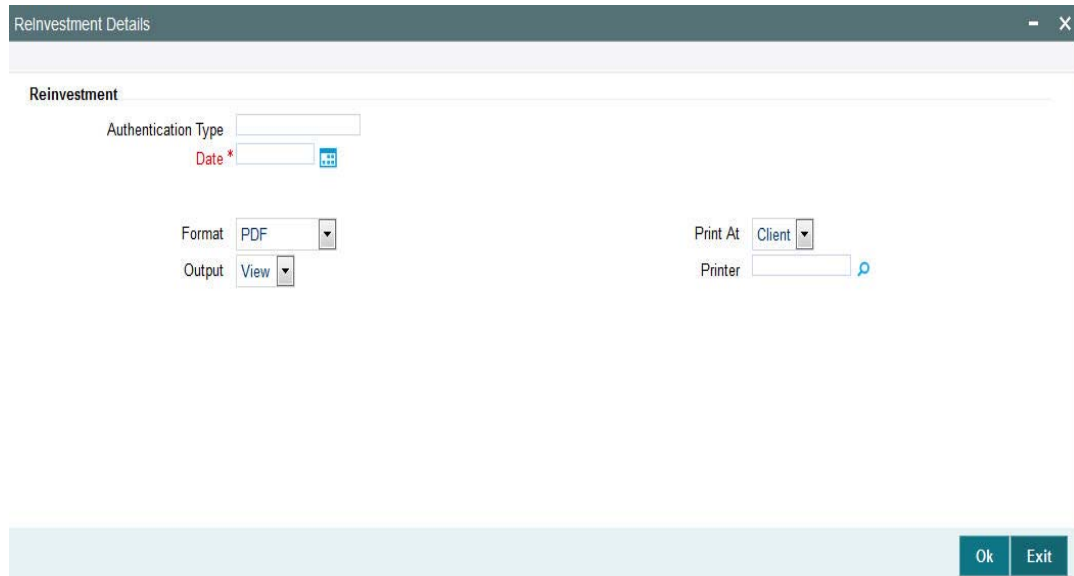 ReInvestment Details
Reinvestment
Authentication Type
Date *
Format PDF
Print At Client
Output View
Printer
Ok Exit